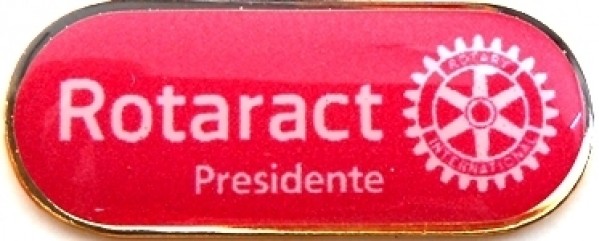 Rotaract
Presidente
ROTARY
INTERNATIONAL